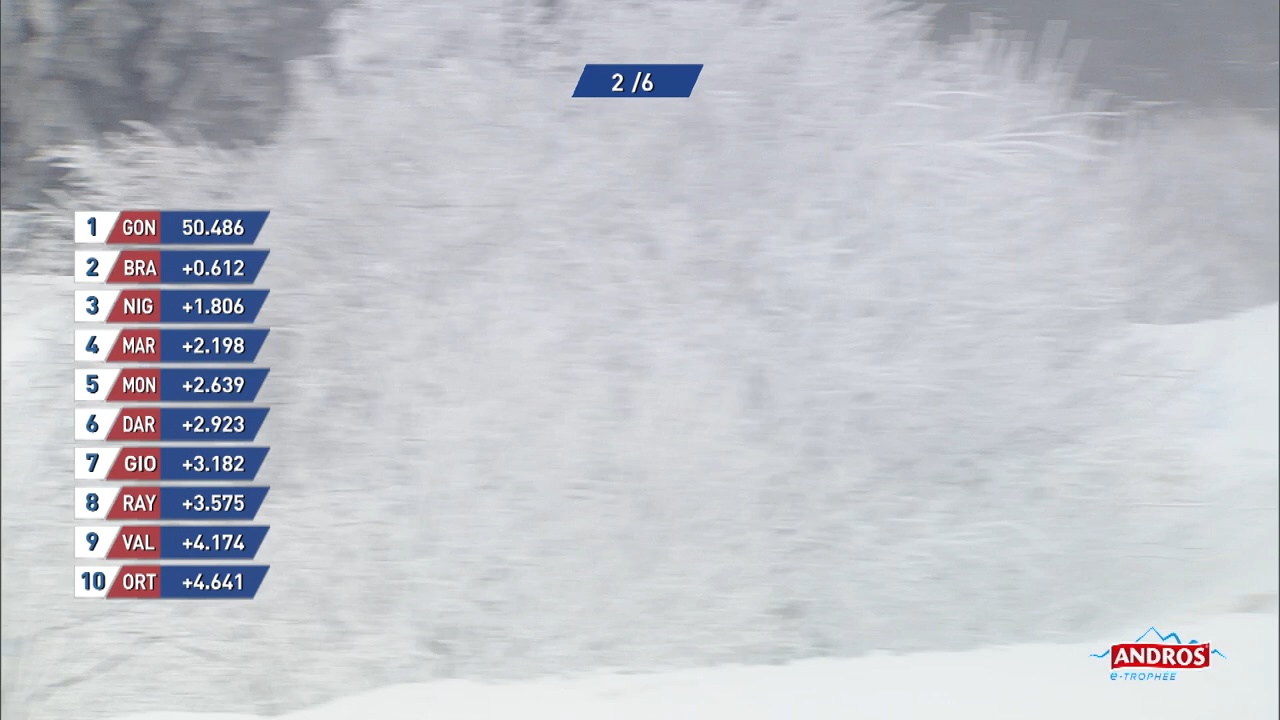 2 /6
1 GON 50.486
2 BRA +0.612
3 NIG +1.806
4 MAR +2.198
5 MON +2.639
6 DAR +2.923
7 GIO +3.182
8 RAY +3.575
9 VAL +4.174
10 ORT +4.641
ANDROS
e-TROPHÉE